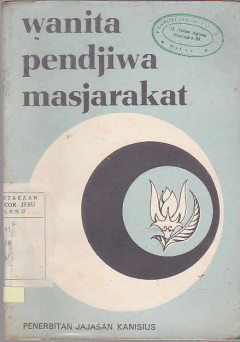 wanita
pendjiwa
masjarakat
PENERBITAN JAJASAN KANISIUS